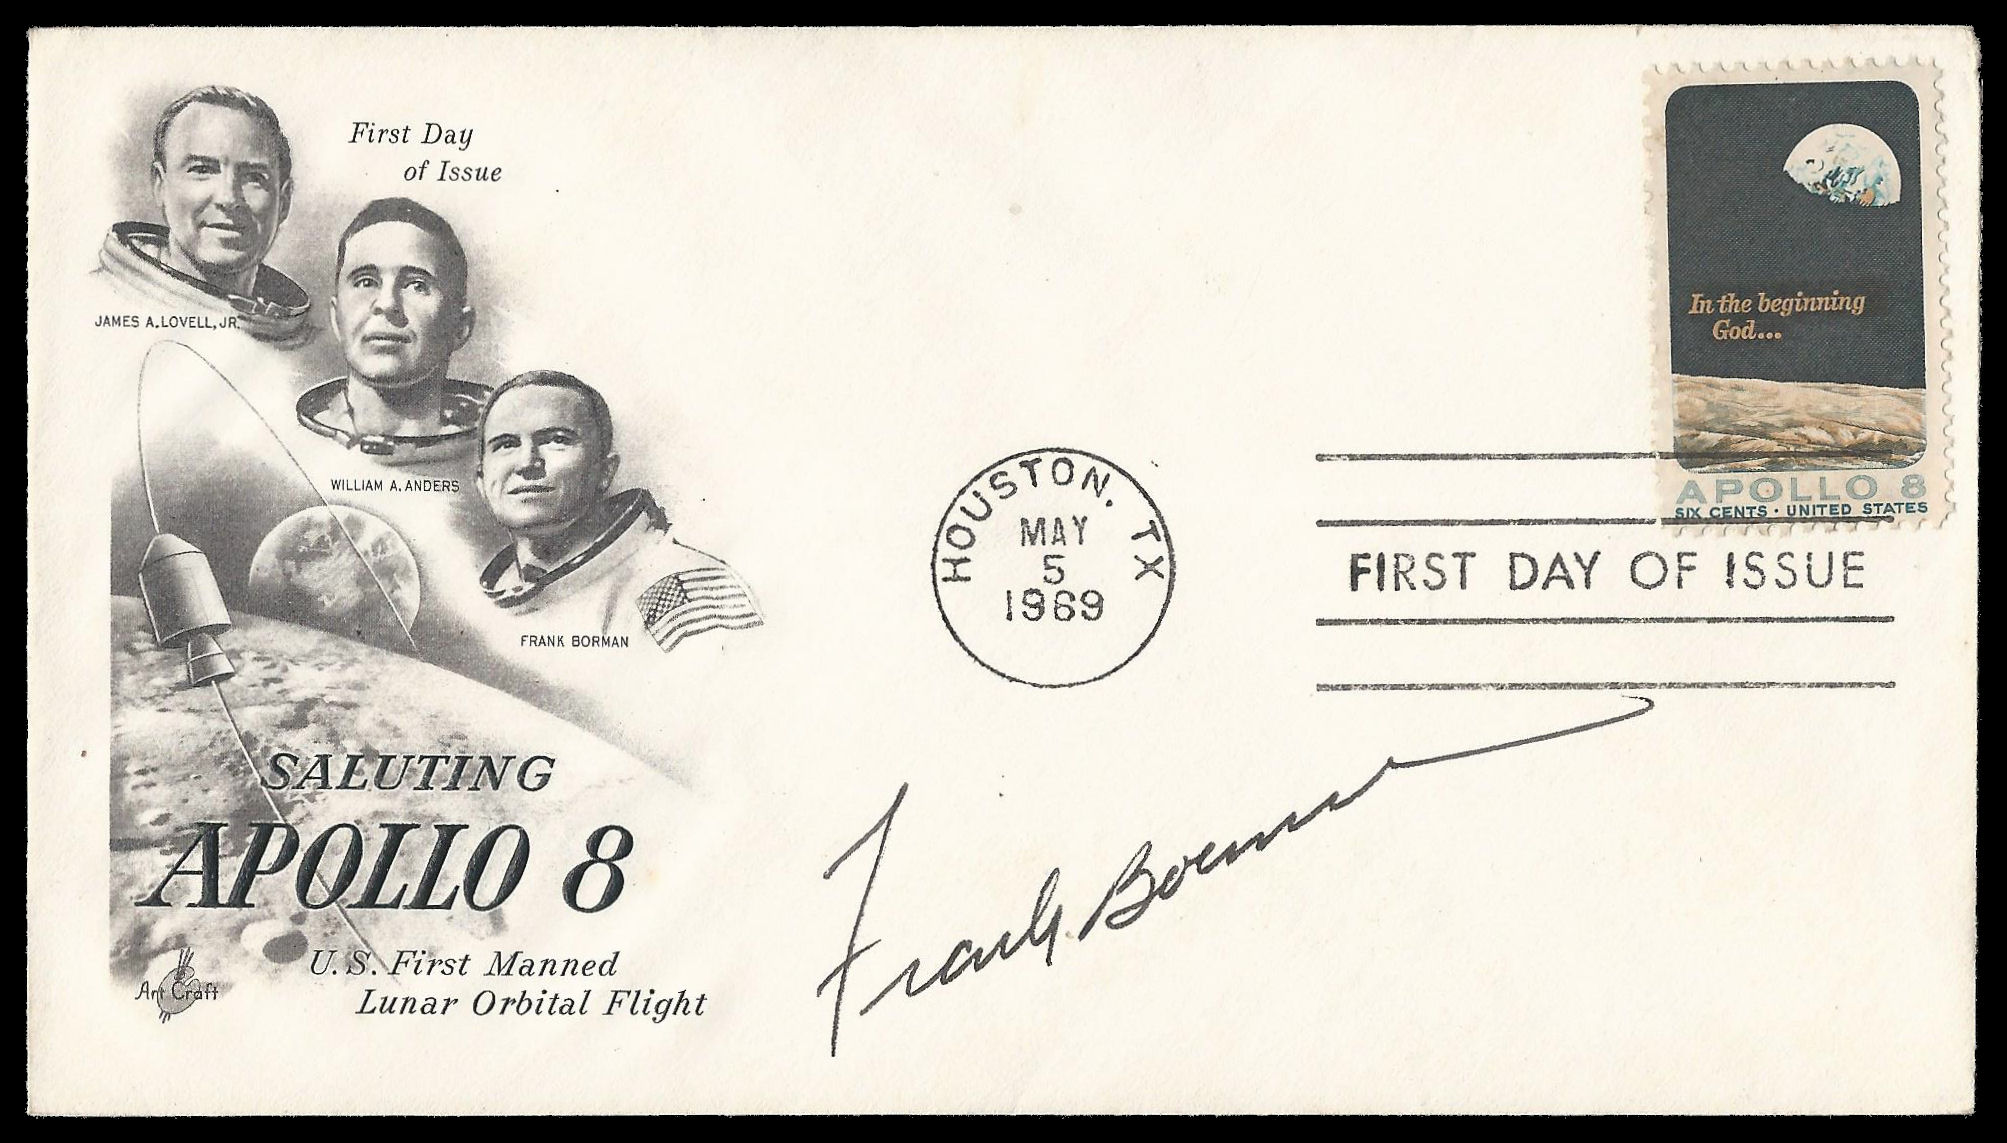 First Day
of Issue
JAMES A. LOVELL, JR.
WILLIAM A. ANDERS
FRANK BORMAN
SALUTING
APOLLO 8
U.S. First Manned
Lunar Orbital Flight
Art Craft
HOUSTON, TX
MAY
5
1969
In the beginning
God...
APOLLO 8
SIX CENTS · UNITED STATES
FIRST DAY OF ISSUE
Frank Borman